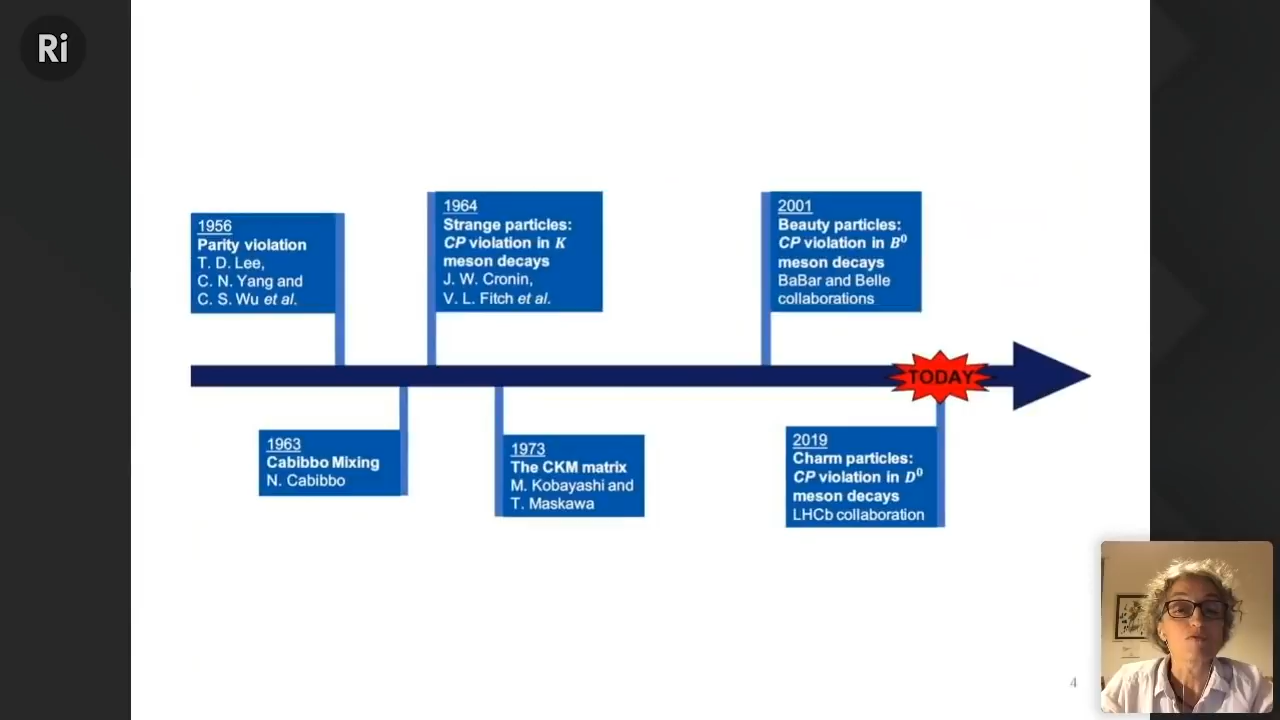 Ri
1956
Parity violation
T. D. Lee,
C. N. Yang and
C. S. Wu et al.
1964
Strange particles:
CP violation in K
meson decays
J. W. Cronin,
V. L. Fitch et al.
2001
Beauty particles:
CP violation in B⁰
meson decays
BaBar and Belle
collaborations
TODAY
1963
Cabibbo Mixing
N. Cabibbo
1973
The CKM matrix
M. Kobayashi and
T. Maskawa
2019
Charm particles:
CP violation in D⁰
meson decays
LHCb collaboration
4